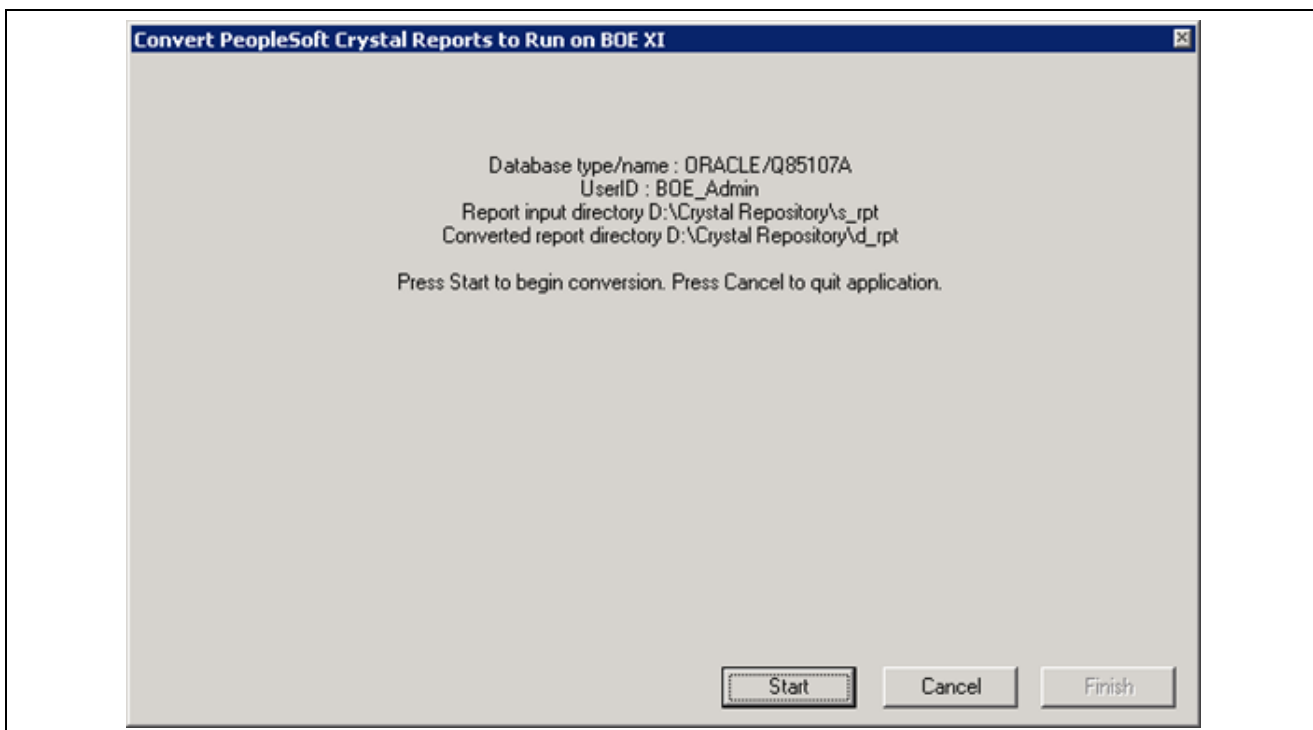 Convert PeopleSoft Crystal Reports to Run on BOE XI
Database type/name : ORACLE/Q85107A
UserID : BOE_Admin
Report input directory D:\Crystal Repository\s_rpt
Converted report directory D:\Crystal Repository\d_rpt
Press Start to begin conversion. Press Cancel to quit application.
Start Cancel Finish